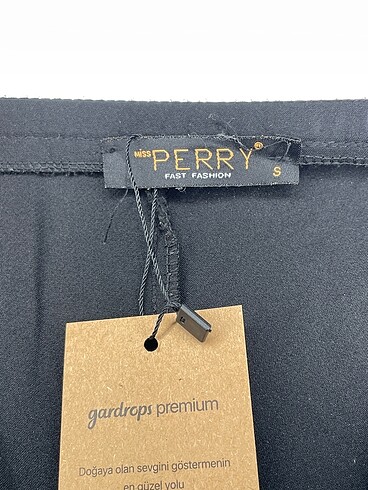 MISS PERRY®
FAST FASHION
S
gardrops premium
Doğaya olan sevgini göstermenin
en güzel yolu